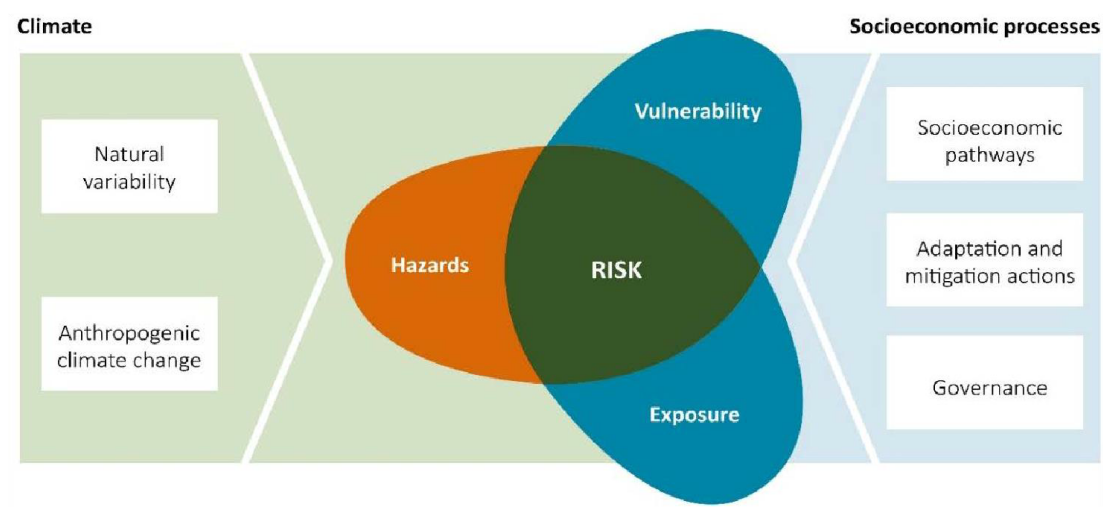 Climate
Socioeconomic processes
Natural
variability
Anthropogenic
climate change
Hazards
RISK
Vulnerability
Exposure
Socioeconomic
pathways
Adaptation and
mitigation actions
Governance